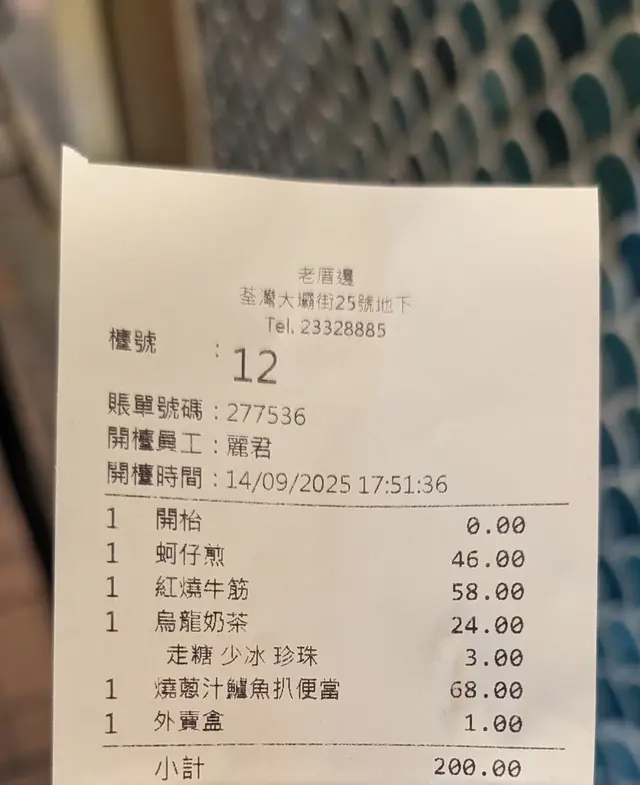 老厝邊
荃灣大壩街25號地下
Tel. 23328885
檯號 : 12
賬單號碼 : 277536
開檯員工 : 麗君
開檯時間 : 14/09/2025 17:51:36
1 開枱 0.00
1 蚵仔煎 46.00
1 紅燒牛筋 58.00
1 烏龍奶茶 24.00
走糖 少冰 珍珠 3.00
1 燒蔥汁鱸魚扒便當 68.00
1 外賣盒 1.00
小計 200.00